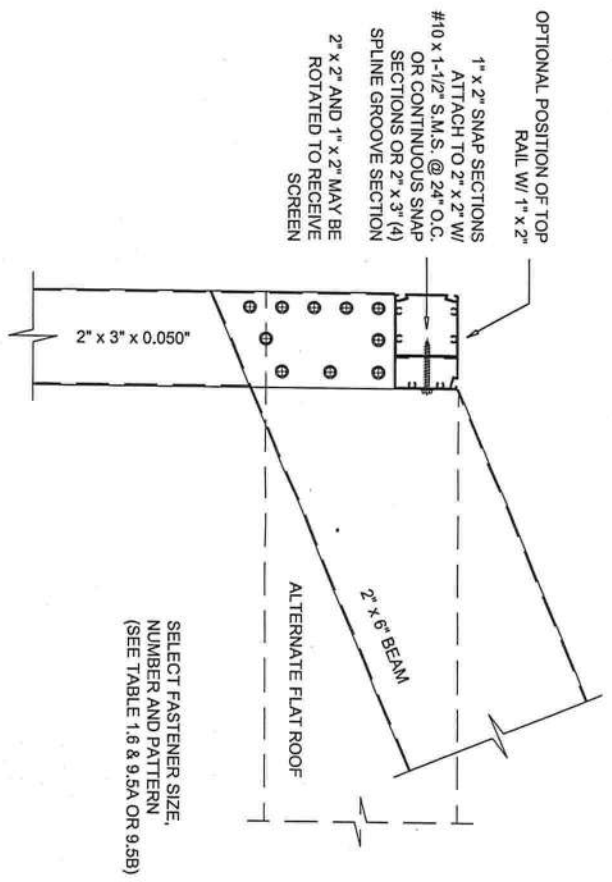 OPTIONAL POSITION OF TOP
RAIL W/ 1" x 2"
1" x 2" SNAP SECTIONS
ATTACH TO 2" x 2" W/
#10 x 1-1/2" S.M.S. @ 24" O.C.
OR CONTINUOUS SNAP
SECTIONS OR 2" x 3" (4)
SPLINE GROOVE SECTION
2" x 2" AND 1" x 2" MAY BE
ROTATED TO RECEIVE
SCREEN
2" x 3" x 0.050"
2" x 6" BEAM
ALTERNATE FLAT ROOF
SELECT FASTENER SIZE,
NUMBER AND PATTERN
(SEE TABLE 1.6 & 9.5A OR 9.5B)